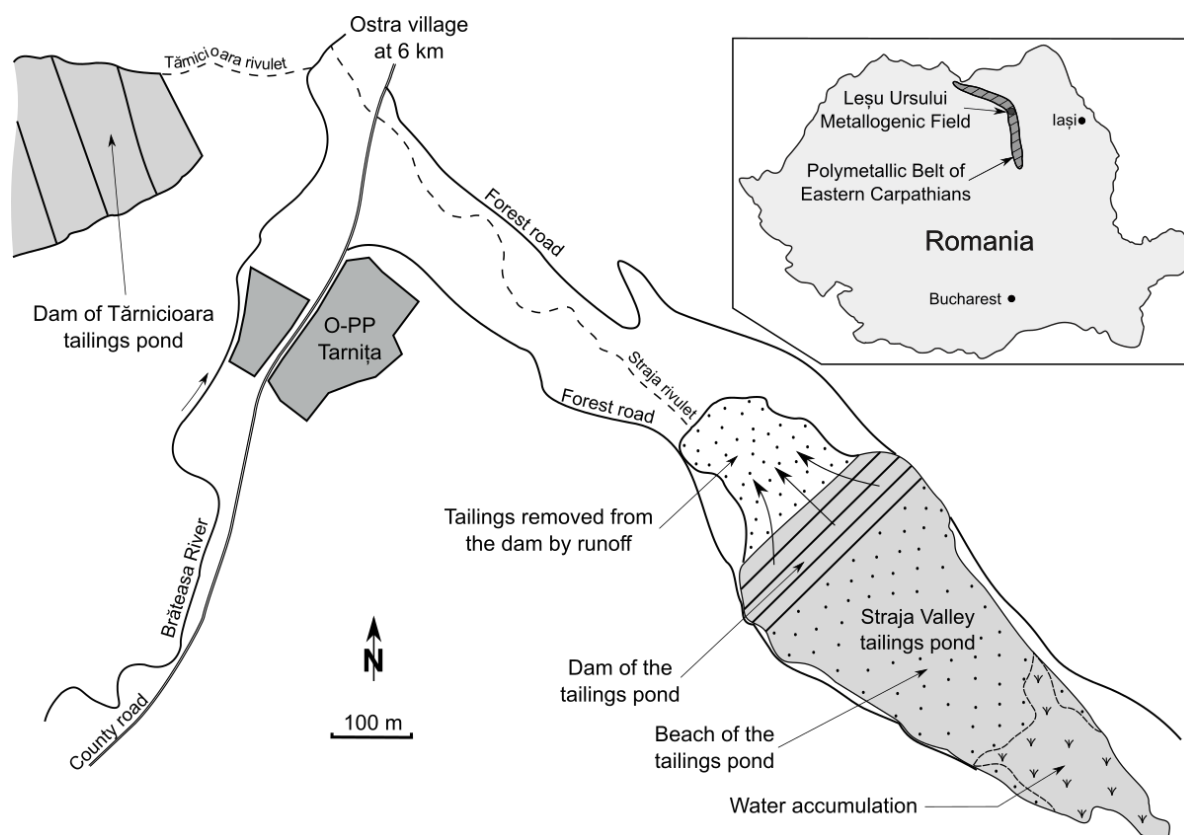 Ostra village
at 6 km
Tămicioara rivulet
Leșu Ursului
Metallogenic Field
Iași
Polymetallic Belt of
Eastern Carpathians
Romania
Bucharest
Forest road
Dam of Tărnicioara
tailings pond
O-PP
Tarnița
Straja rivulet
Forest road
Tailings removed from
the dam by runoff
Brăteasa River
Straja Valley
tailings pond
N
Dam of the
tailings pond
100 m
County road
Beach of the
tailings pond
Water accumulation